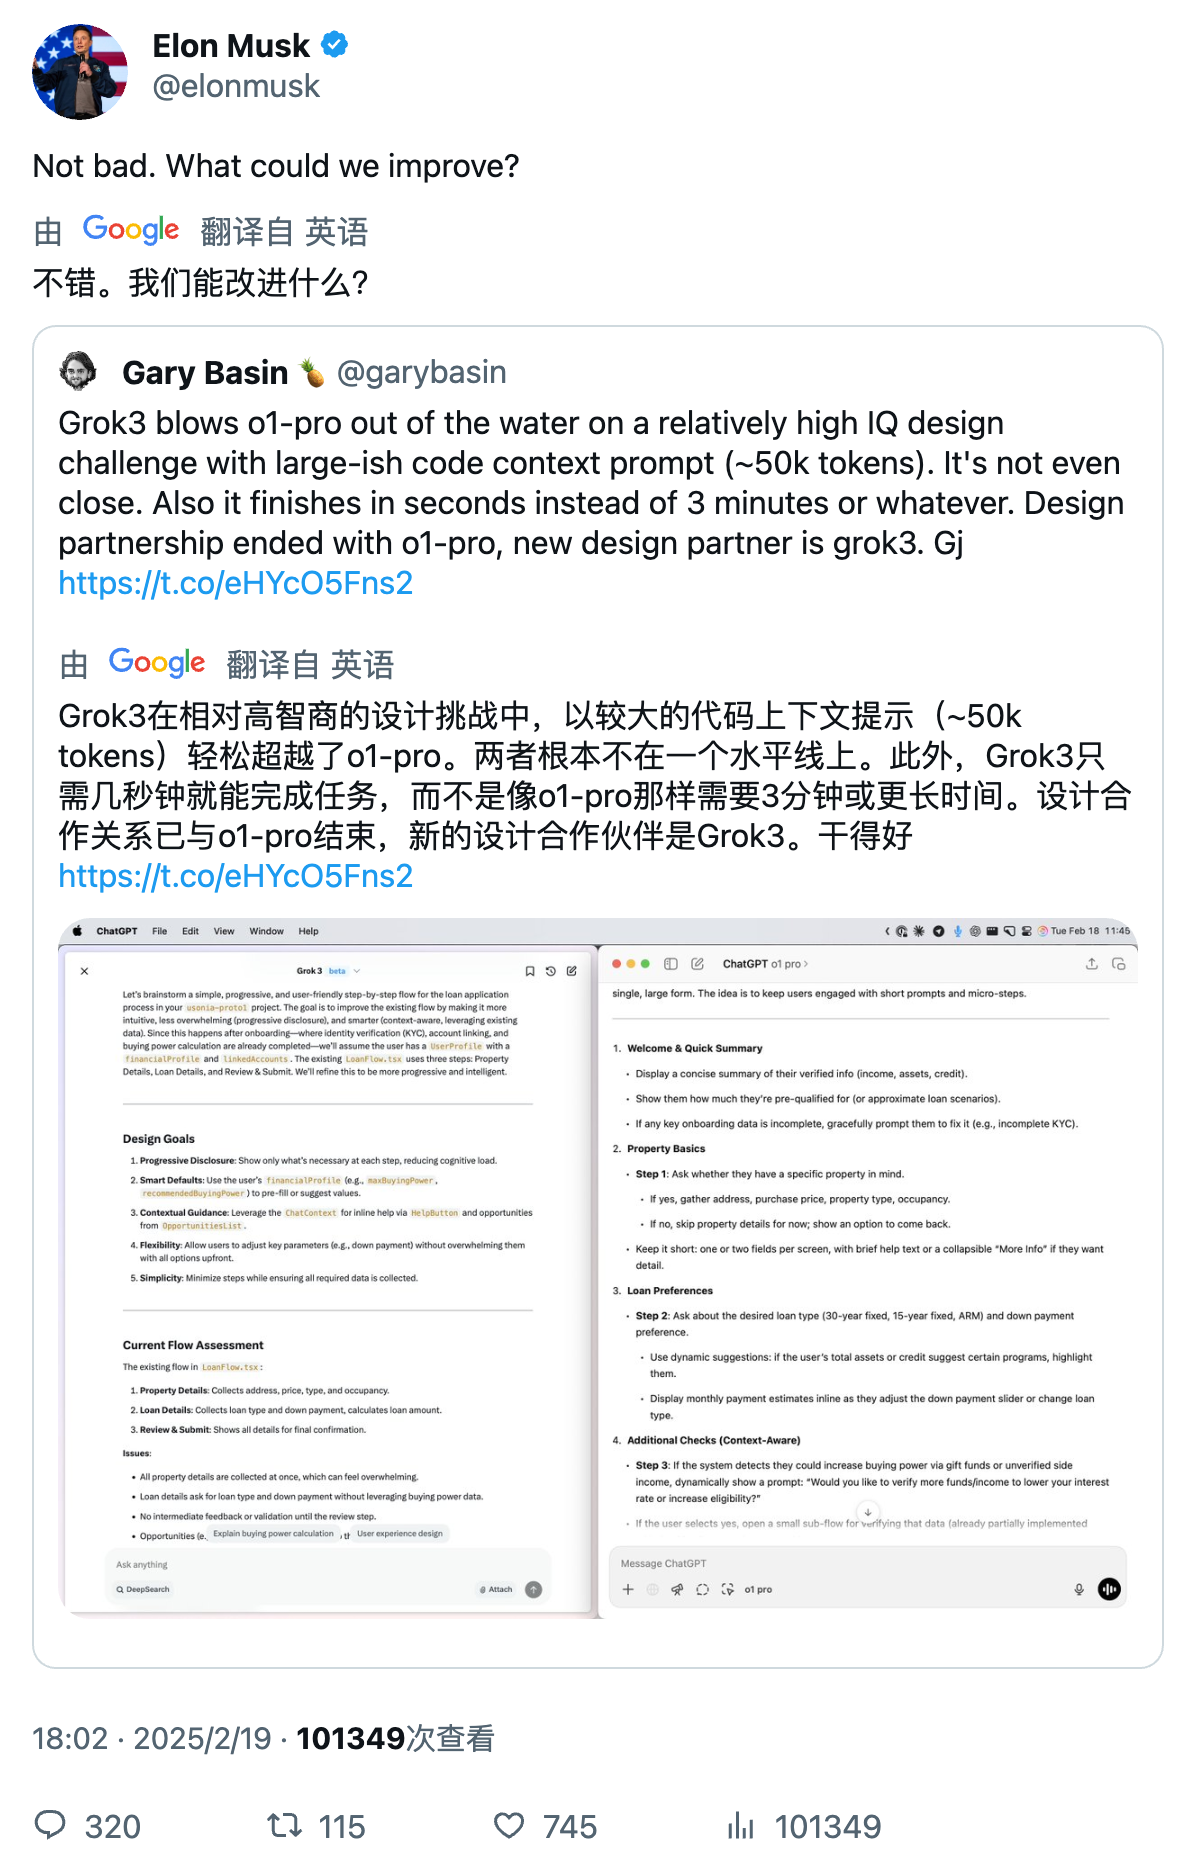 Elon Musk
@elonmusk
Not bad. What could we improve?
由 Google 翻译自 英语
不错。我们能改进什么?
Gary Basin🍍 @garybasin
Grok3 blows o1-pro out of the water on a relatively high IQ design
challenge with large-ish code context prompt (~50k tokens). It's not even
close. Also it finishes in seconds instead of 3 minutes or whatever. Design
partnership ended with o1-pro, new design partner is grok3. Gj
https://t.co/eHYcO5Fns2
由 Google 翻译自 英语
Grok3在相对高智商的设计挑战中，以较大的代码上下文提示（~50k
tokens）轻松超越了o1-pro。两者根本不在一个水平线上。此外，Grok3只
需几秒钟就能完成任务，而不是像o1-pro那样需要3分钟或更长时间。设计合
作关系已与o1-pro结束，新的设计合作伙伴是Grok3。干得好
https://t.co/eHYcO5Fns2
ChatGPT File Edit View Window Help
Tue Feb 18 11:45
Grok 3 beta
Let's brainstorm a simple, progressive, and user-friendly step-by-step flow for the loan application
process in your usonia-proto1 project. The goal is to improve the existing flow by making it more
intuitive, less overwhelming (progressive disclosure), and smarter (context-aware, leveraging existing
data). Since this happens after onboarding—where identity verification (KYC), account linking, and
buying power calculation are already completed—we'll assume the user has a UserProfile with a
financialProfile and linkedAccounts. The existing LoanFlow.tsx uses three steps: Property
Details, Loan Details, and Review & Submit. We'll refine this to be more progressive and intelligent.
Design Goals
1. Progressive Disclosure: Show only what's necessary at each step, reducing cognitive load.
2. Smart Defaults: Use the user's financialProfile (e.g., maxBuyingPower,
recommendedBuyingPower) to pre-fill or suggest values.
3. Contextual Guidance: Leverage the ChatContext for inline help via HelpButton and opportunities
from OpportunitiesList.
4. Flexibility: Allow users to adjust key parameters (e.g., down payment) without overwhelming them
with all options upfront.
5. Simplicity: Minimize steps while ensuring all required data is collected.
Current Flow Assessment
The existing flow in LoanFlow.tsx:
1. Property Details: Collects address, price, type, and occupancy.
2. Loan Details: Collects loan type and down payment, calculates loan amount.
3. Review & Submit: Shows all details for final confirmation.
Issues:
• All property details are collected at once, which can feel overwhelming.
• Loan details ask for loan type and down payment without leveraging buying power data.
• No intermediate feedback or validation until the review step.
• Opportunities (e.
Explain buying power calculation
User experience design
Ask anything
DeepSearch
Attach
ChatGPT o1 pro >
single, large form. The idea is to keep users engaged with short prompts and micro-steps.
1. Welcome & Quick Summary
• Display a concise summary of their verified info (income, assets, credit).
• Show them how much they're pre-qualified for (or approximate loan scenarios).
• If any key onboarding data is incomplete, gracefully prompt them to fix it (e.g., incomplete KYC).
2. Property Basics
• Step 1: Ask whether they have a specific property in mind.
• If yes, gather address, purchase price, property type, occupancy.
• If no, skip property details for now; show an option to come back.
• Keep it short: one or two fields per screen, with brief help text or a collapsible "More Info" if they want
detail.
3. Loan Preferences
• Step 2: Ask about the desired loan type (30-year fixed, 15-year fixed, ARM) and down payment
preference.
• Use dynamic suggestions: if the user's total assets or credit suggest certain programs, highlight
them.
• Display monthly payment estimates inline as they adjust the down payment slider or change loan
type.
4. Additional Checks (Context-Aware)
• Step 3: If the system detects they could increase buying power via gift funds or unverified side
income, dynamically show a prompt: "Would you like to verify more funds/income to lower your interest
rate or increase eligibility?"
• If the user selects yes, open a small sub-flow for verifying that data (already partially implemented
Message ChatGPT
o1 pro
18:02 · 2025/2/19 · 101349次查看
320 115 745 101349